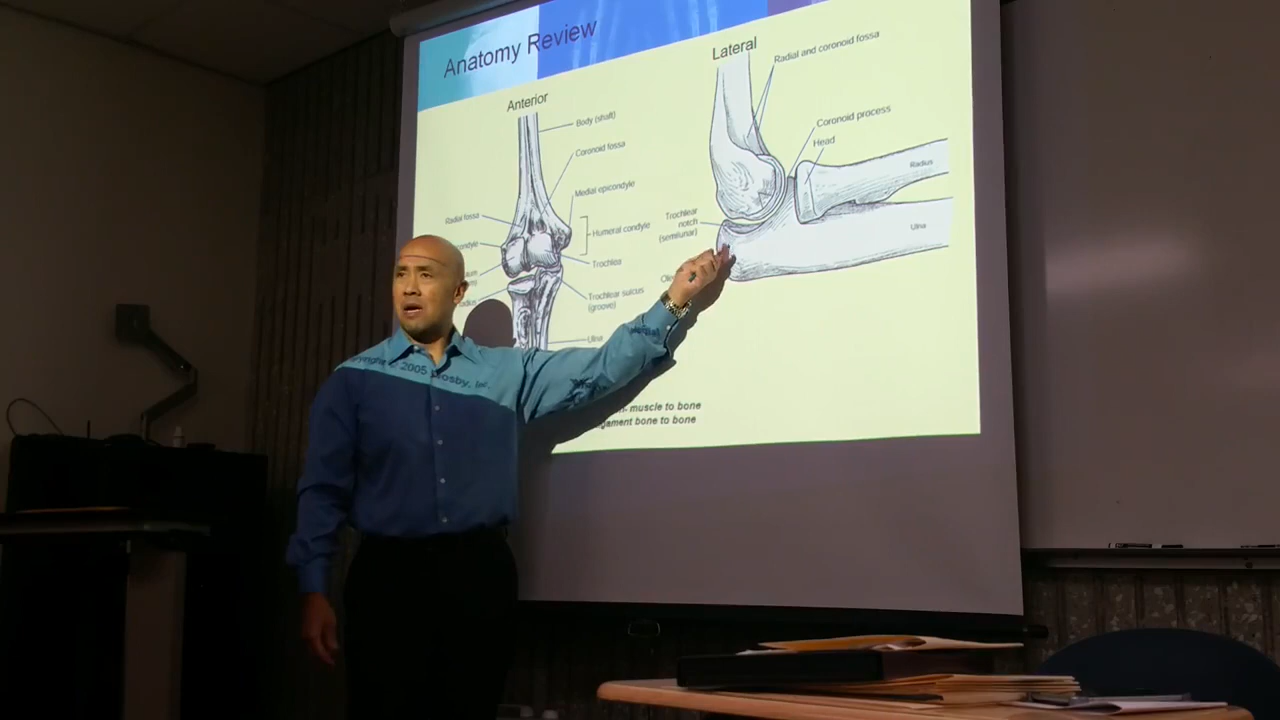 Anatomy Review
Anterior
Body (shaft)
Coronoid fossa
Medial epicondyle
Radial fossa
Humeral condyle
Trochlea
Trochlear sulcus
(groove)
Ulna
Lateral
Radial and coronoid fossa
Coronoid process
Head
Radius
Ulna
Trochlear
notch
(semilunar)
2005 Mosby, Inc.
muscle to bone
bone to bone